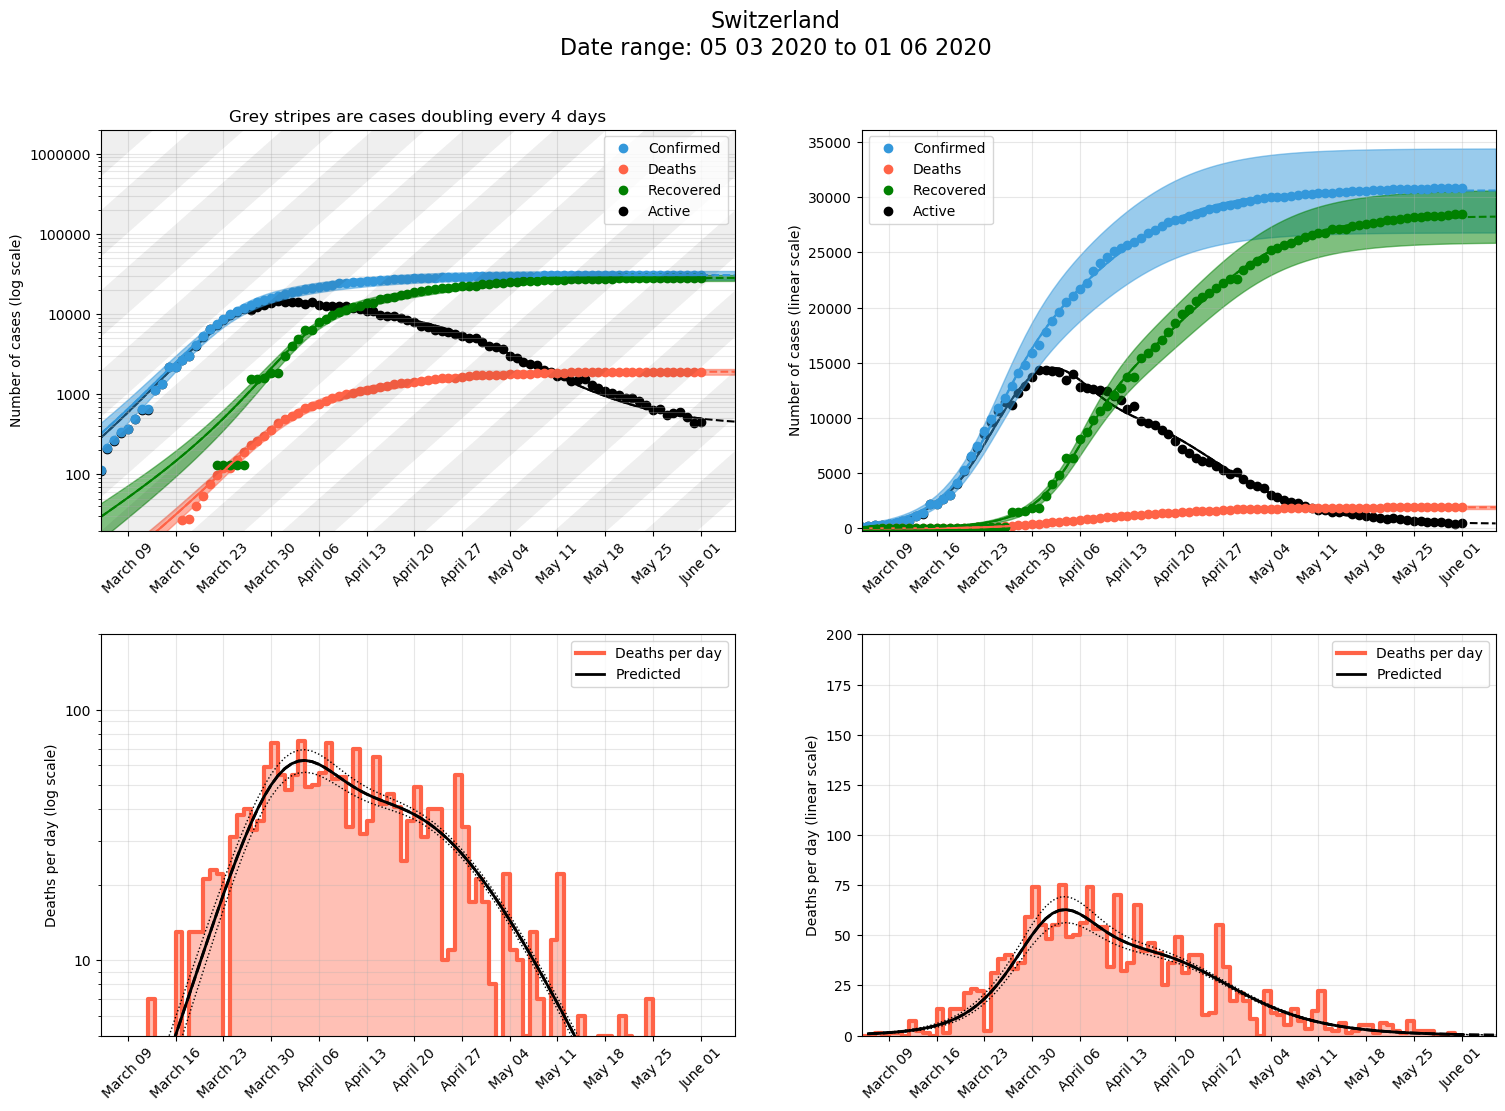 Switzerland
Date range: 05 03 2020 to 01 06 2020
Grey stripes are cases doubling every 4 days
Number of cases (log scale)
1000000
100000
10000
1000
100
Confirmed
Deaths
Recovered
Active
March 09
March 16
March 23
March 30
April 06
April 13
April 20
April 27
May 04
May 11
May 18
May 25
June 01
Number of cases (linear scale)
35000
30000
25000
20000
15000
10000
5000
0
Confirmed
Deaths
Recovered
Active
March 09
March 16
March 23
March 30
April 06
April 13
April 20
April 27
May 04
May 11
May 18
May 25
June 01
Deaths per day (log scale)
100
10
Deaths per day
Predicted
March 09
March 16
March 23
March 30
April 06
April 13
April 20
April 27
May 04
May 11
May 18
May 25
June 01
Deaths per day (linear scale)
200
175
150
125
100
75
50
25
0
Deaths per day
Predicted
March 09
March 16
March 23
March 30
April 06
April 13
April 20
April 27
May 04
May 11
May 18
May 25
June 01